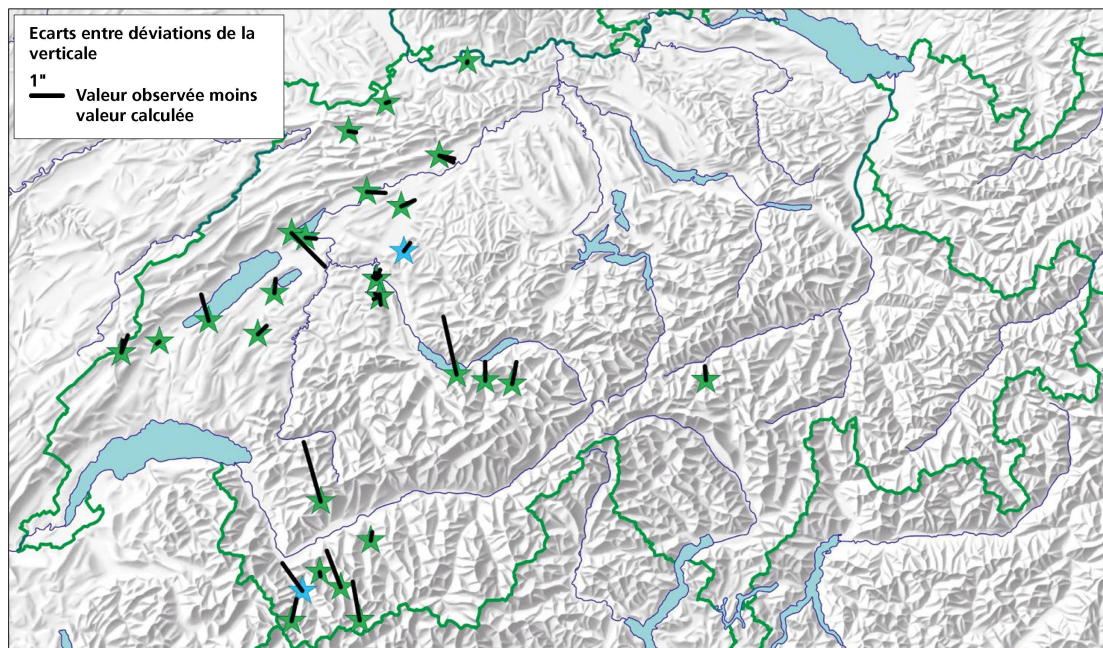 Ecarts entre déviations de la
verticale
1"
Valeur observée moins
valeur calculée